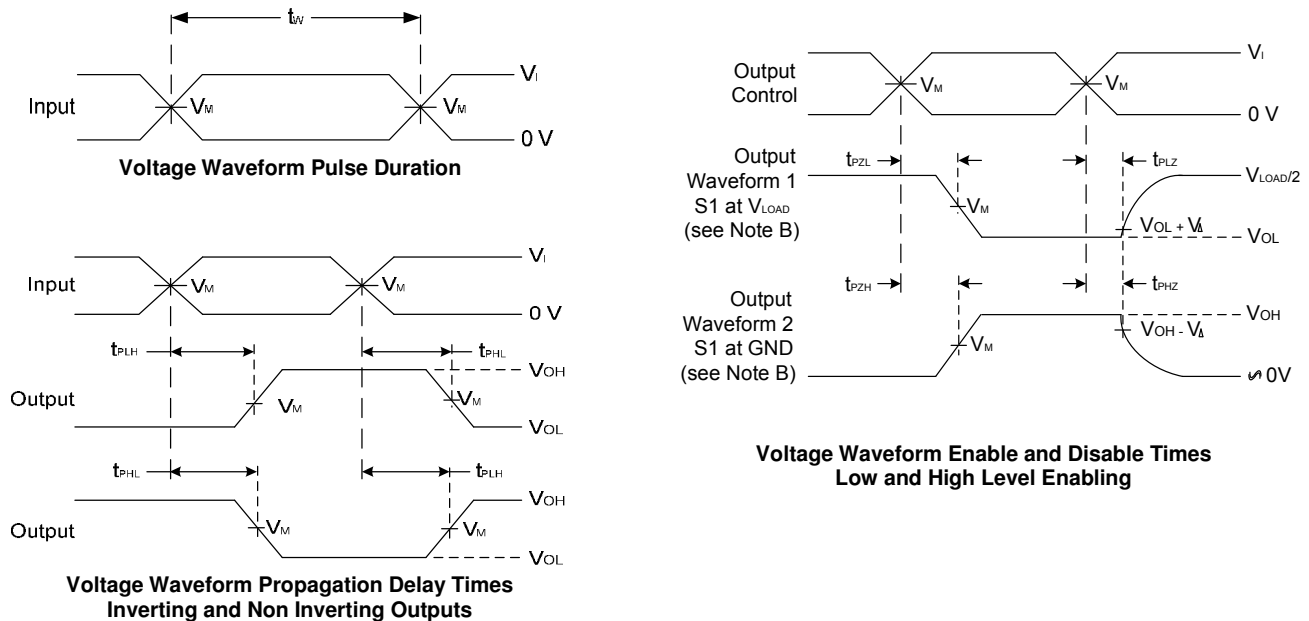 tW
VI
Input
VM
VM
0 V
Voltage Waveform Pulse Duration
VI
Input
VM
VM
0 V
tPLH
tPHL
VOH
Output
VM
VM
VOL
tPHL
tPLH
VOH
Output
VM
VM
VOL
Voltage Waveform Propagation Delay Times
Inverting and Non Inverting Outputs
VI
Output
Control
VM
VM
0 V
Output
Waveform 1
S1 at VLOAD
(see Note B)
tPZL
tPLZ
VLOAD/2
VM
VOL + VΔ
VOL
Output
Waveform 2
S1 at GND
(see Note B)
tPZH
tPHZ
VOH
VOH - VΔ
VM
0V
Voltage Waveform Enable and Disable Times
Low and High Level Enabling